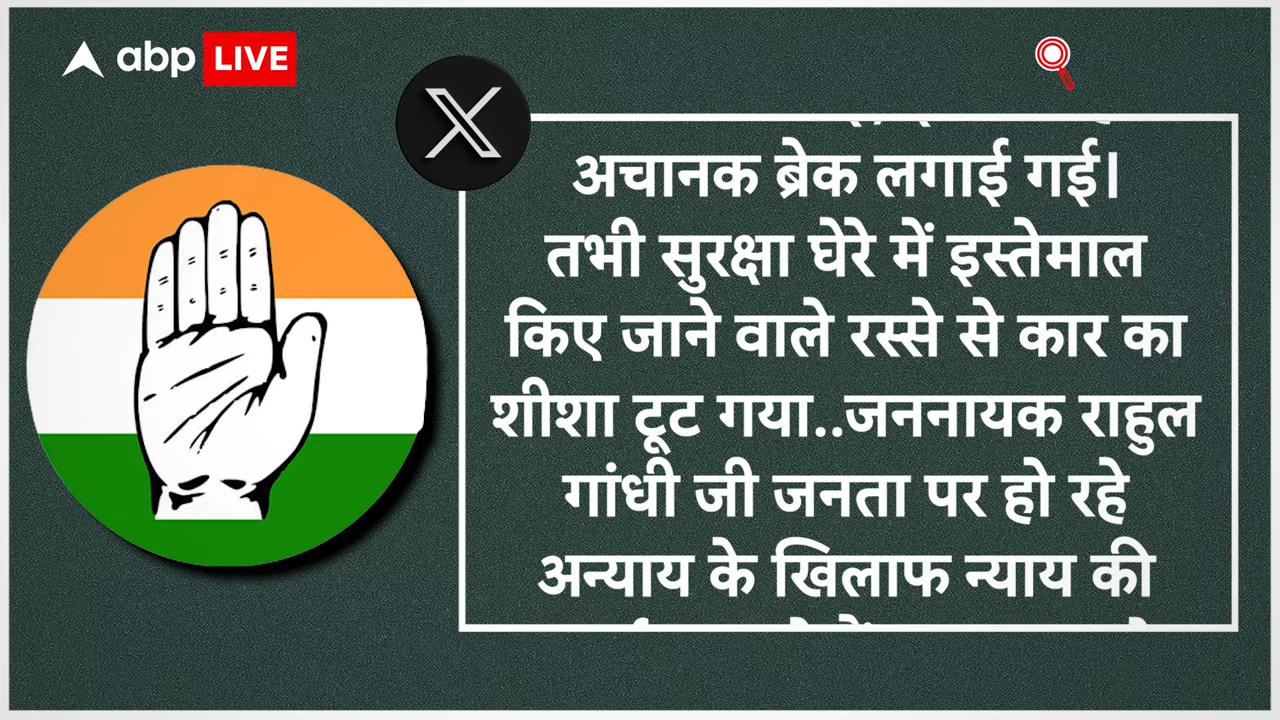 abp LIVE
अचानक ब्रेक लगाई गई।
तभी सुरक्षा घेरे में इस्तेमाल
किए जाने वाले रस्से से कार का
शीशा टूट गया..जननायक राहुल
गांधी जी जनता पर हो रहे
अन्याय के खिलाफ न्याय की